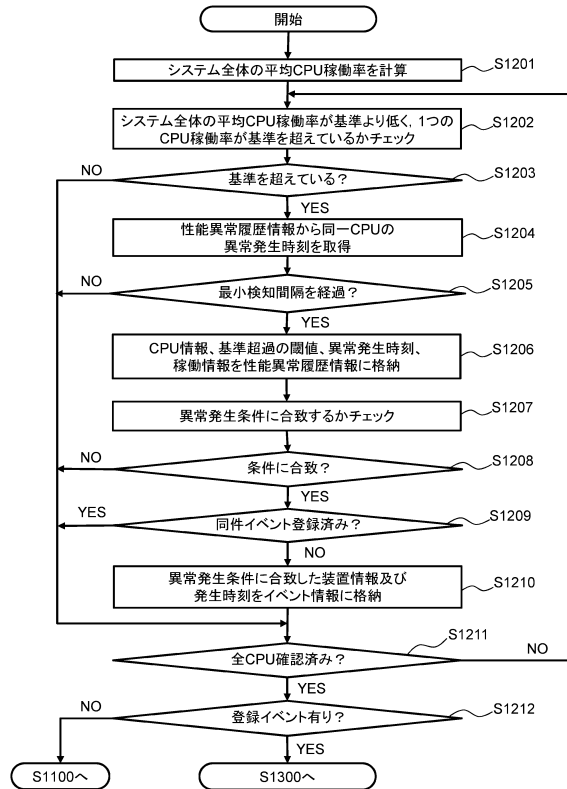 開始
システム全体の平均CPU稼働率を計算
S1201
システム全体の平均CPU稼働率が基準より低く、1つの
CPU稼働率が基準を超えているかチェック
S1202
NO
基準を超えている？
S1203
YES
性能異常履歴情報から同一CPUの
異常発生時刻を取得
S1204
最小検知間隔を経過？
S1205
YES
CPU情報、基準超過の閾値、異常発生時刻、
稼働情報を性能異常履歴情報に格納
S1206
異常発生条件に合致するかチェック
S1207
NO
条件に合致？
S1208
YES
YES
同件イベント登録済み？
S1209
NO
異常発生条件に合致した装置情報及び
発生時刻をイベント情報に格納
S1210
全CPU確認済み？
S1211
NO
YES
NO
登録イベント有り？
S1212
YES
S1100へ
S1300へ